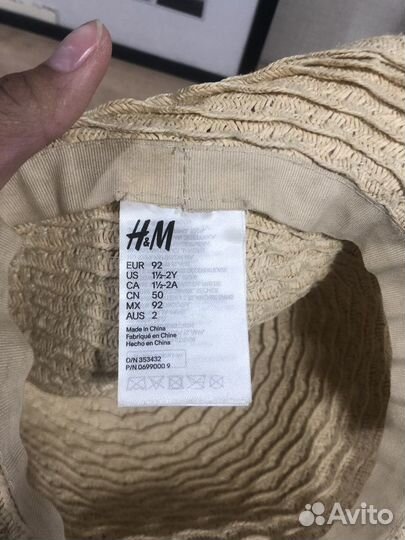 H&M
EUR 92
US 1½-2Y
CA 1½-2A
CN 50
MX 92
AUS 2
Made in China
Fabriqué en Chine
Hecho en China
O/N 353432
P/N 0699000 9
Avito